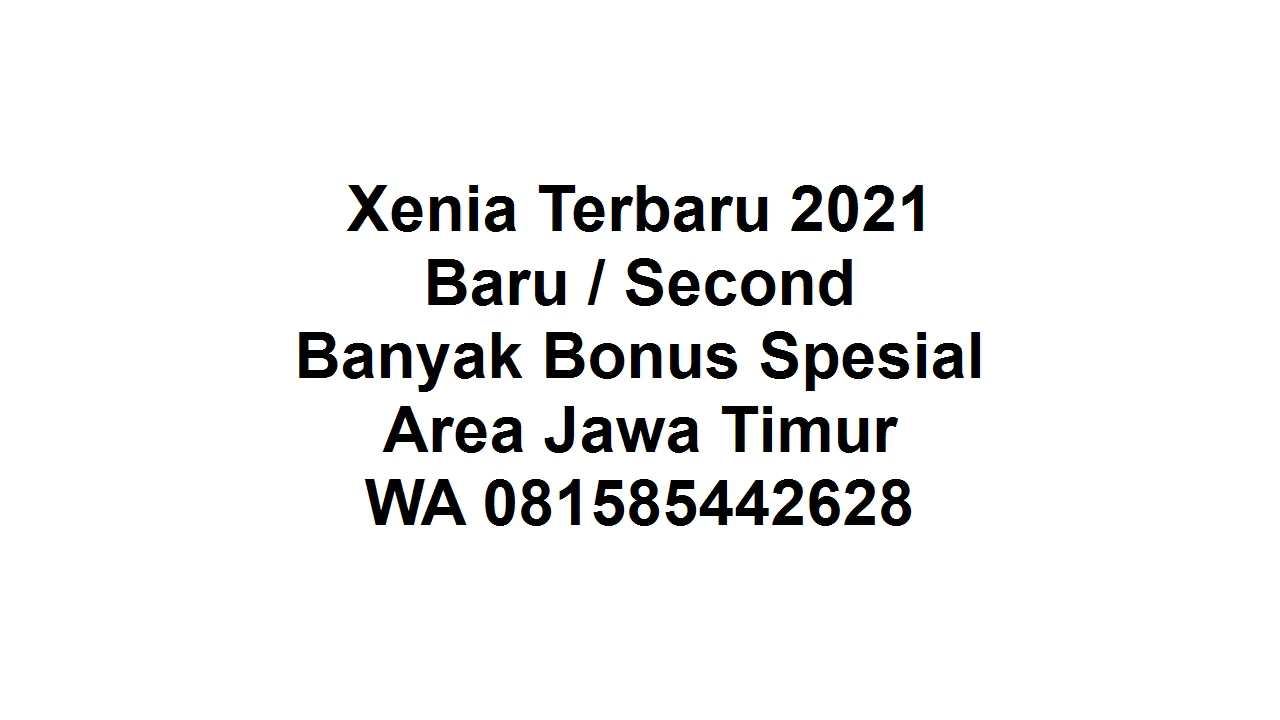 Xenia Terbaru 2021
Baru / Second
Banyak Bonus Spesial
Area Jawa Timur
WA 081585442628